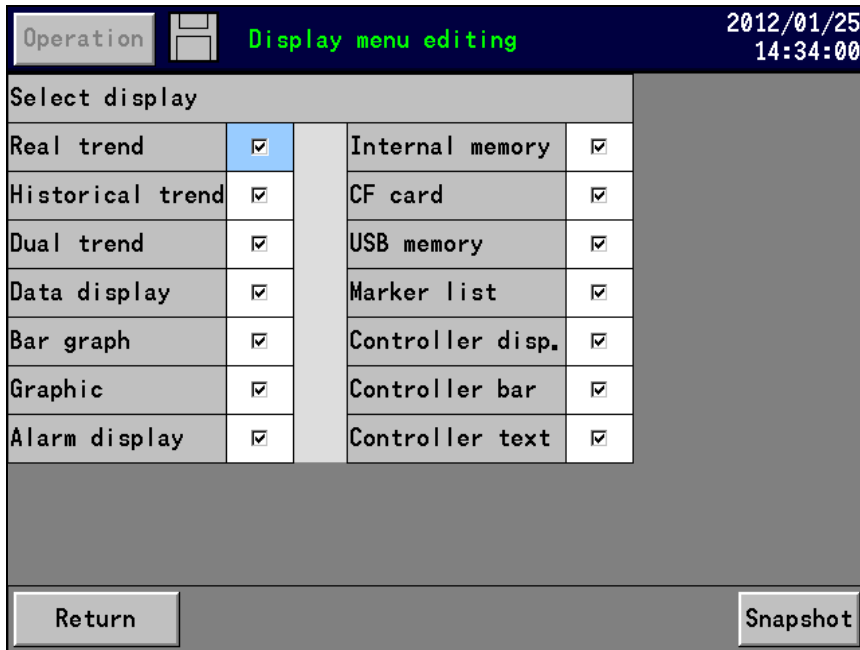 Operation
Display menu editing
2012/01/25
14:34:00
Select display
Real trend
Internal memory
Historical trend
CF card
Dual trend
USB memory
Data display
Marker list
Bar graph
Controller disp.
Graphic
Controller bar
Alarm display
Controller text
Return
Snapshot